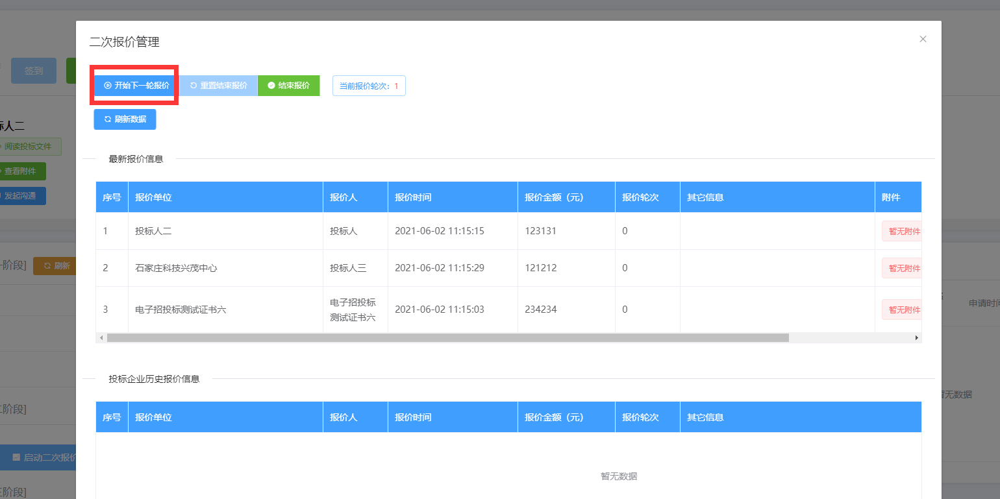 二次报价管理
签到
开始下一轮报价
重置结束报价
结束报价
当前报价轮次：1
刷新数据
标人二
阅读投标文件
查看附件
发起沟通
最新报价信息
序号 报价单位 报价人 报价时间 报价金额（元） 报价轮次 其它信息 附件
1 投标人二 投标人 2021-06-02 11:15:15 123131 0 暂无附件
2 石家庄科技兴茂中心 投标人三 2021-06-02 11:15:29 121212 0 暂无附件
3 电子招投标测试证书六 电子招投标 2021-06-02 11:15:03 234234 0 暂无附件
测试证书六
阶段]
刷新
申请时间
投标企业历史报价信息
序号 报价单位 报价人 报价时间 报价金额（元） 报价轮次 其它信息
暂无数据
暂无数据
阶段]
启动二次报价
阶段]